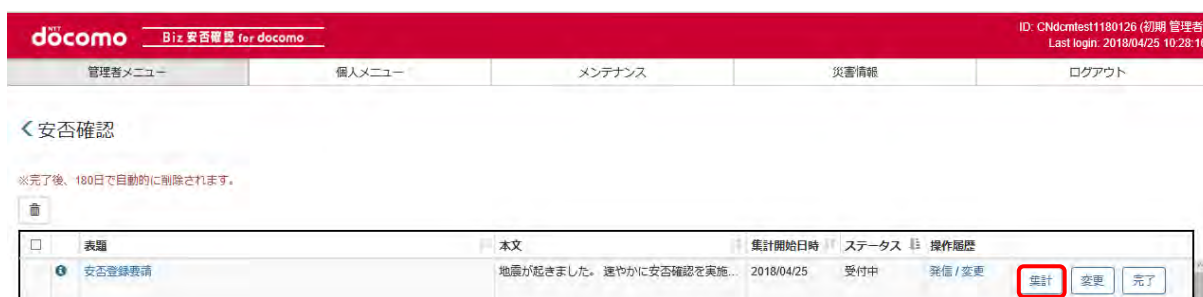 NTT
döcomo Biz 安否確認 for docomo
ID: CNdcmtest1180126 (初期 管理者
Last login: 2018/04/25 10:28:16
管理者メニュー 個人メニュー メンテナンス 災害情報 ログアウト
安否確認
※完了後、180日で自動的に削除されます。
表題 本文 集計開始日時 ステータス 操作履歴
安否登録要請 地震が起きました。 速やかに安否確認を実施... 2018/04/25 受付中 発信 / 変更 集計 変更 完了